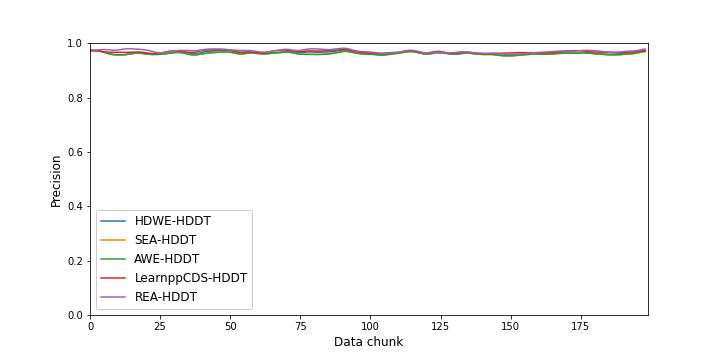 1.0
0.8
0.6
0.4
0.2
0.0
Precision
HDWE-HDDT
SEA-HDDT
AWE-HDDT
LearnppCDS-HDDT
REA-HDDT
0 25 50 75 100 125 150 175
Data chunk